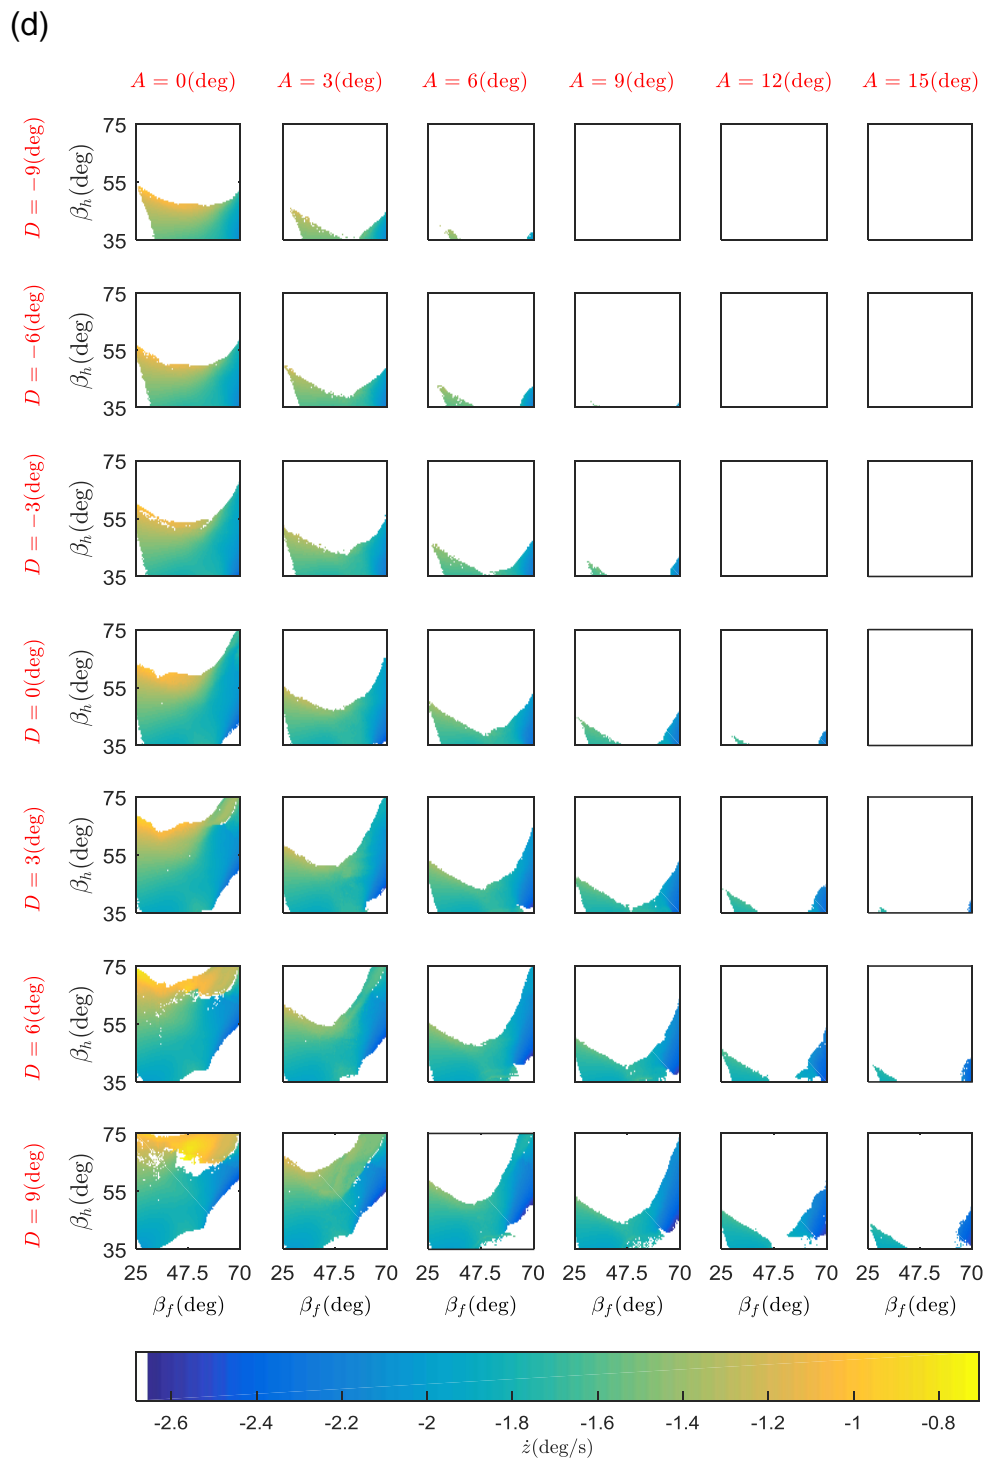 (d)
A = 0(deg) A = 3(deg) A = 6(deg) A = 9(deg) A = 12(deg) A = 15(deg)
D = −9(deg)
β_h(deg)
75
55
35
D = −6(deg)
β_h(deg)
75
55
35
D = −3(deg)
β_h(deg)
75
55
35
D = 0(deg)
β_h(deg)
75
55
35
D = 3(deg)
β_h(deg)
75
55
35
D = 6(deg)
β_h(deg)
75
55
35
D = 9(deg)
β_h(deg)
75
55
35
25 47.5 70 25 47.5 70 25 47.5 70 25 47.5 70 25 47.5 70 25 47.5 70
β_f(deg) β_f(deg) β_f(deg) β_f(deg) β_f(deg) β_f(deg)
-2.6 -2.4 -2.2 -2 -1.8 -1.6 -1.4 -1.2 -1 -0.8
ż(deg/s)